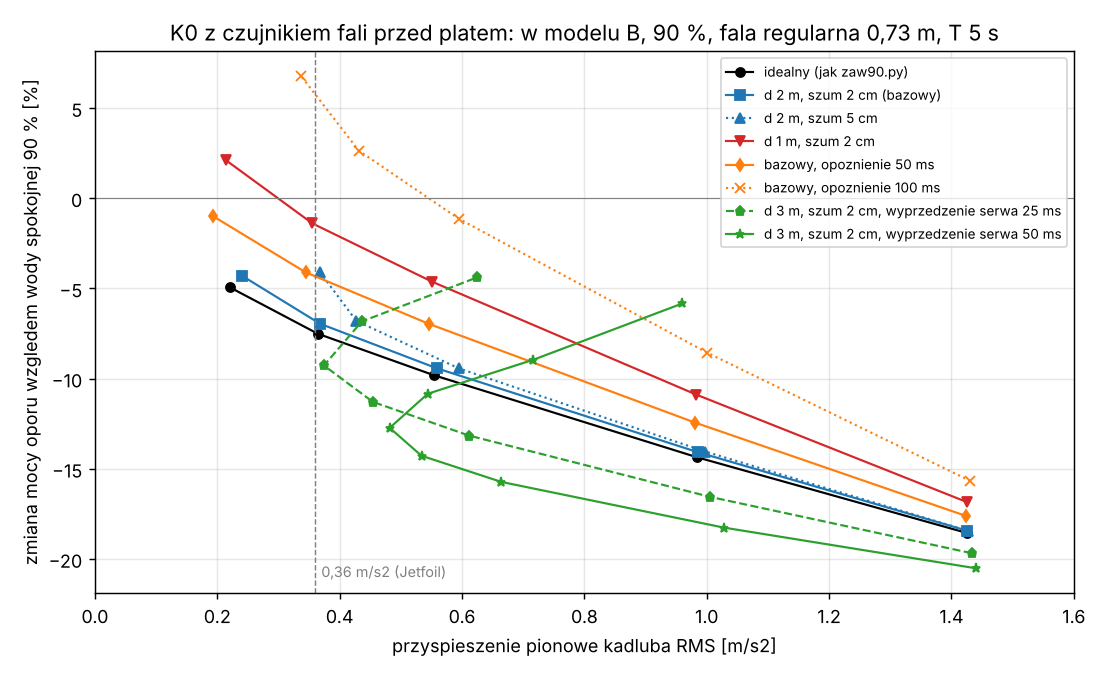 K0 z czujnikiem fali przed platem: w modelu B, 90 %, fala regularna 0,73 m, T 5 s
zmiana mocy oporu wzgledem wody spokojnej 90 % [%]
5
0
−5
−10
−15
−20
idealny (jak zaw90.py)
d 2 m, szum 2 cm (bazowy)
d 2 m, szum 5 cm
d 1 m, szum 2 cm
bazowy, opoznienie 50 ms
bazowy, opoznienie 100 ms
d 3 m, szum 2 cm, wyprzedzenie serwa 25 ms
d 3 m, szum 2 cm, wyprzedzenie serwa 50 ms
0,36 m/s2 (Jetfoil)
0.0 0.2 0.4 0.6 0.8 1.0 1.2 1.4 1.6
przyspieszenie pionowe kadluba RMS [m/s2]